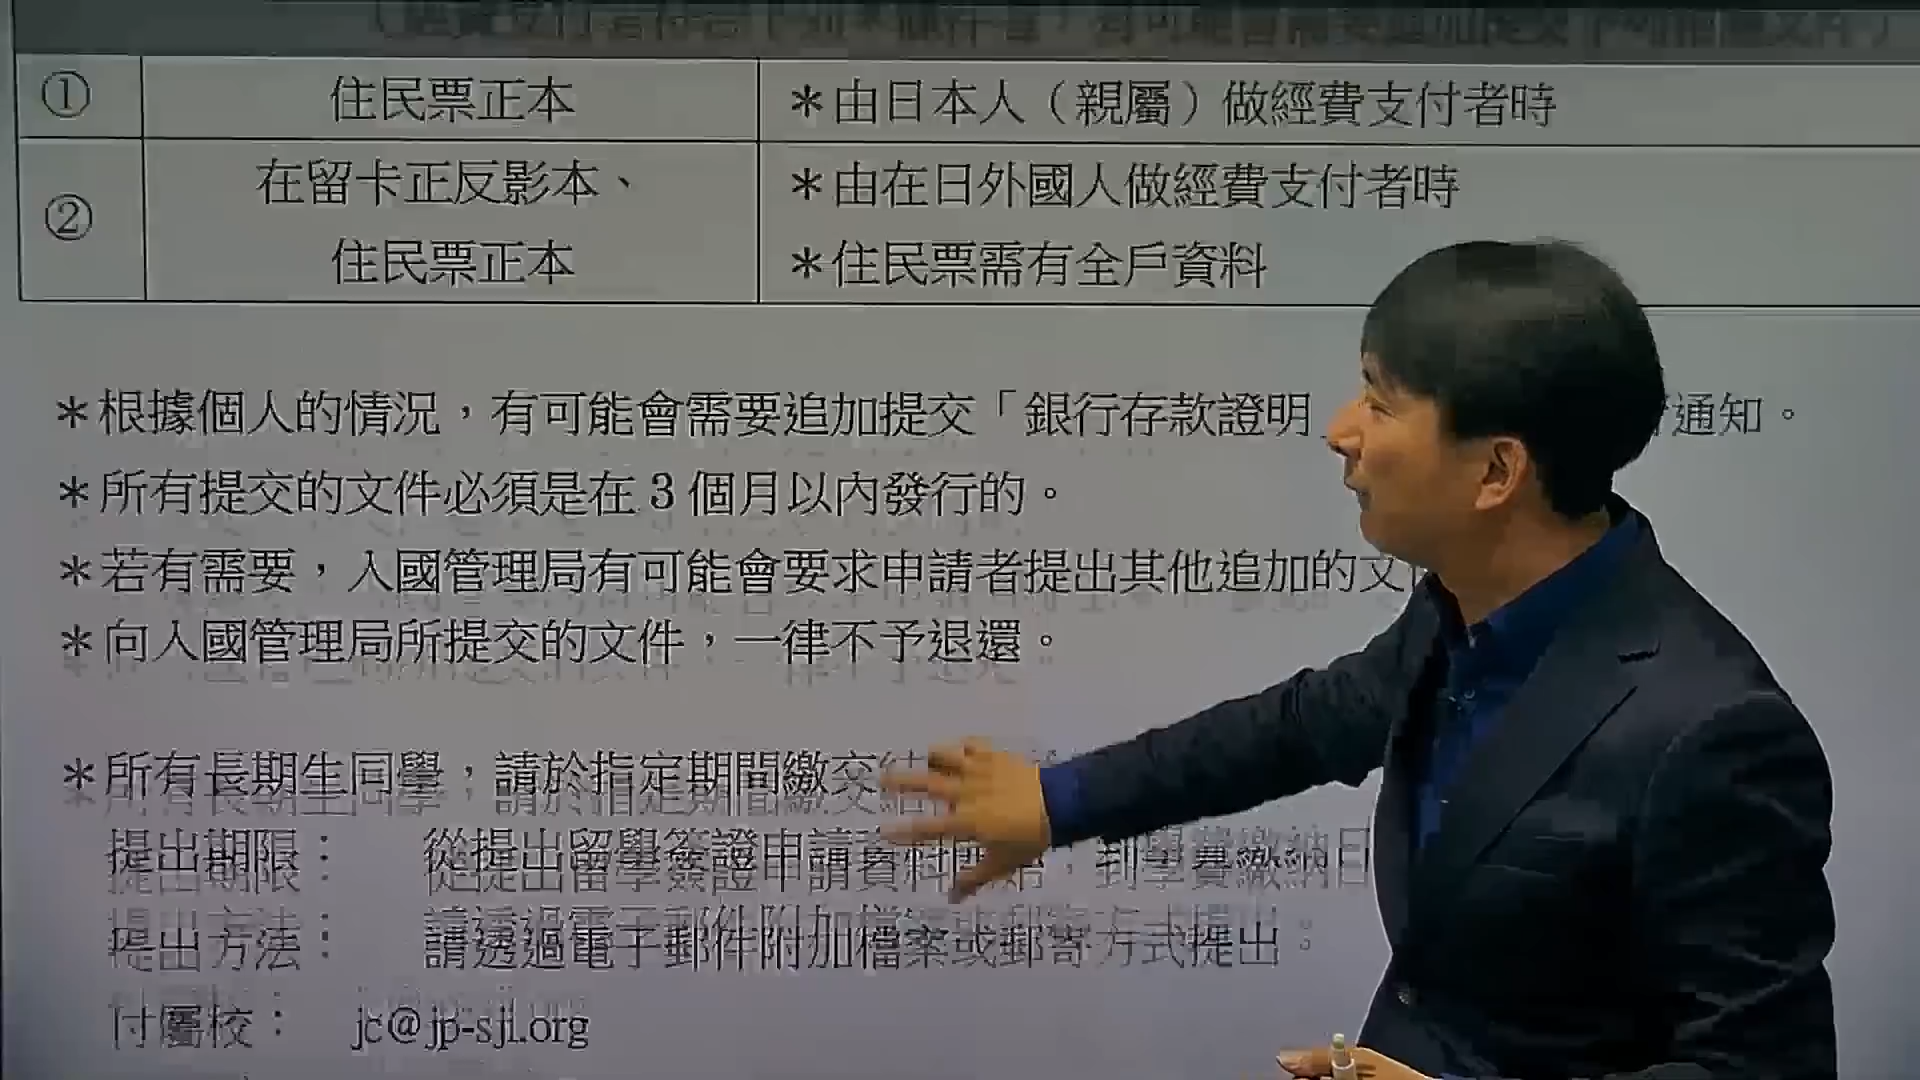 ① 住民票正本 ＊由日本人（親屬）做經費支付者時
② 在留卡正反影本、 ＊由在日外國人做經費支付者時
住民票正本 ＊住民票需有全戶資料
＊根據個人的情況，有可能會需要追加提交「銀行存款證明 通知。
＊所有提交的文件必須是在 3 個月以內發行的。
＊若有需要，入國管理局有可能會要求申請者提出其他追加的文
＊向入國管理局所提交的文件，一律不予退還。
＊所有長期生同學，請於指定期間繳交結
提出期限： 從提出留學簽證申請資料 到學費繳納日
提出方法： 請透過電子郵件附加檔案或郵寄方式提出。
付屬校： jc@jp-sji.org